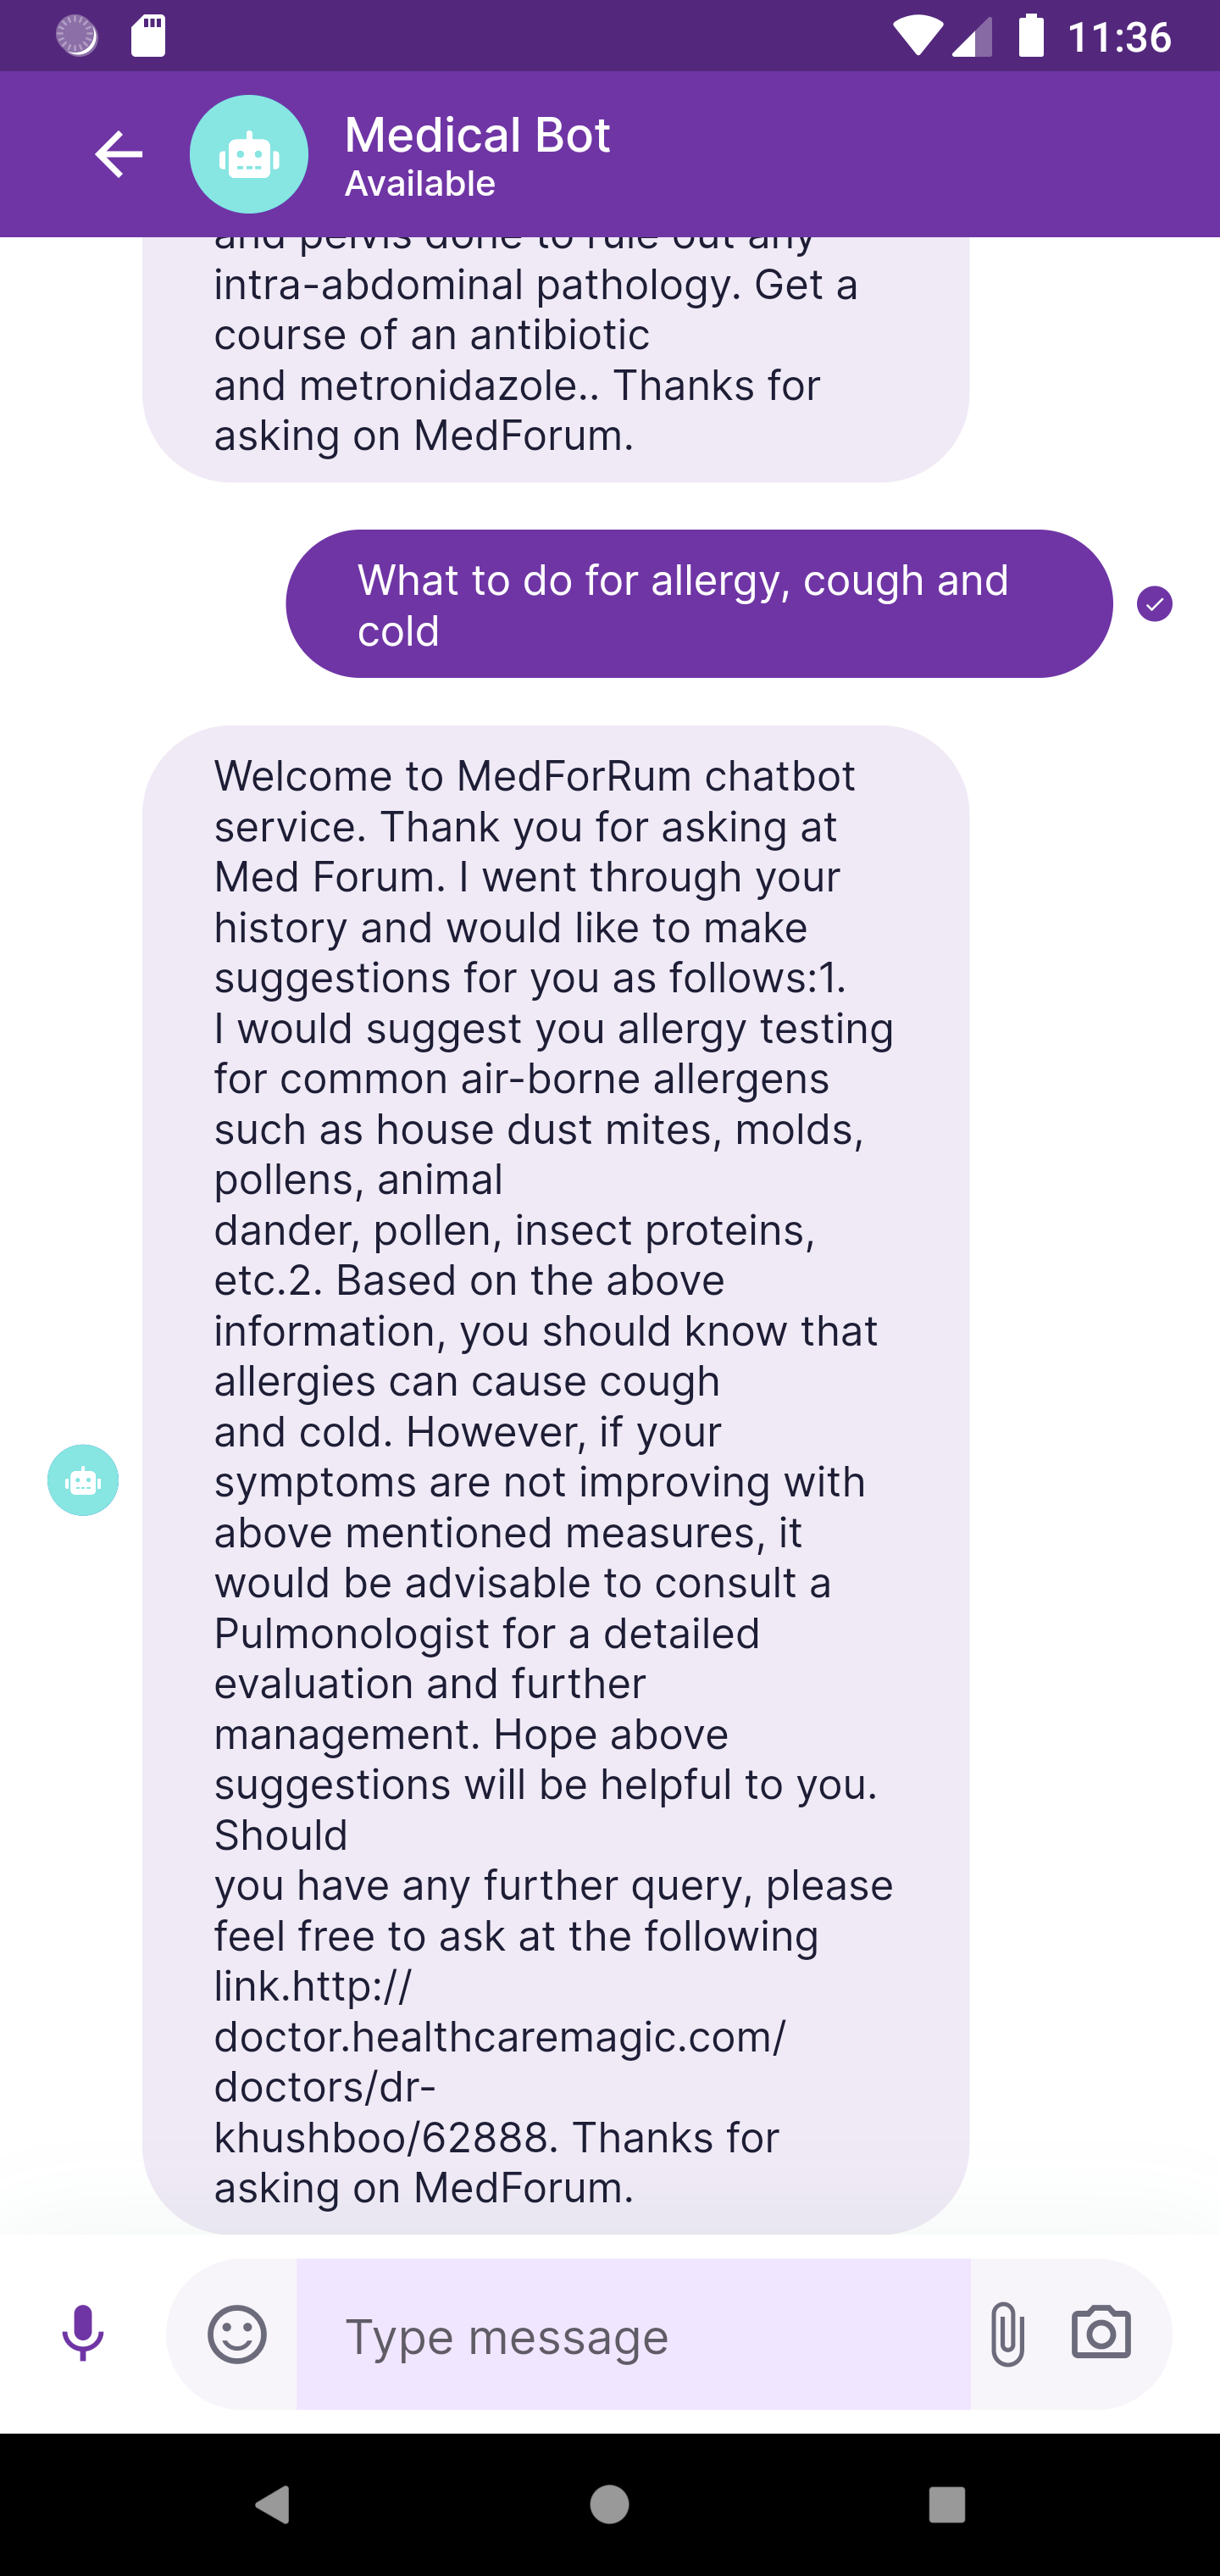 11:36
Medical Bot
Available
and pelvis done to rule out any
intra-abdominal pathology. Get a
course of an antibiotic
and metronidazole.. Thanks for
asking on MedForum.
What to do for allergy, cough and
cold
Welcome to MedForRum chatbot
service. Thank you for asking at
Med Forum. I went through your
history and would like to make
suggestions for you as follows:1.
I would suggest you allergy testing
for common air-borne allergens
such as house dust mites, molds,
pollens, animal
dander, pollen, insect proteins,
etc.2. Based on the above
information, you should know that
allergies can cause cough
and cold. However, if your
symptoms are not improving with
above mentioned measures, it
would be advisable to consult a
Pulmonologist for a detailed
evaluation and further
management. Hope above
suggestions will be helpful to you.
Should
you have any further query, please
feel free to ask at the following
link.http://
doctor.healthcaremagic.com/
doctors/dr-
khushboo/62888. Thanks for
asking on MedForum.
Type message